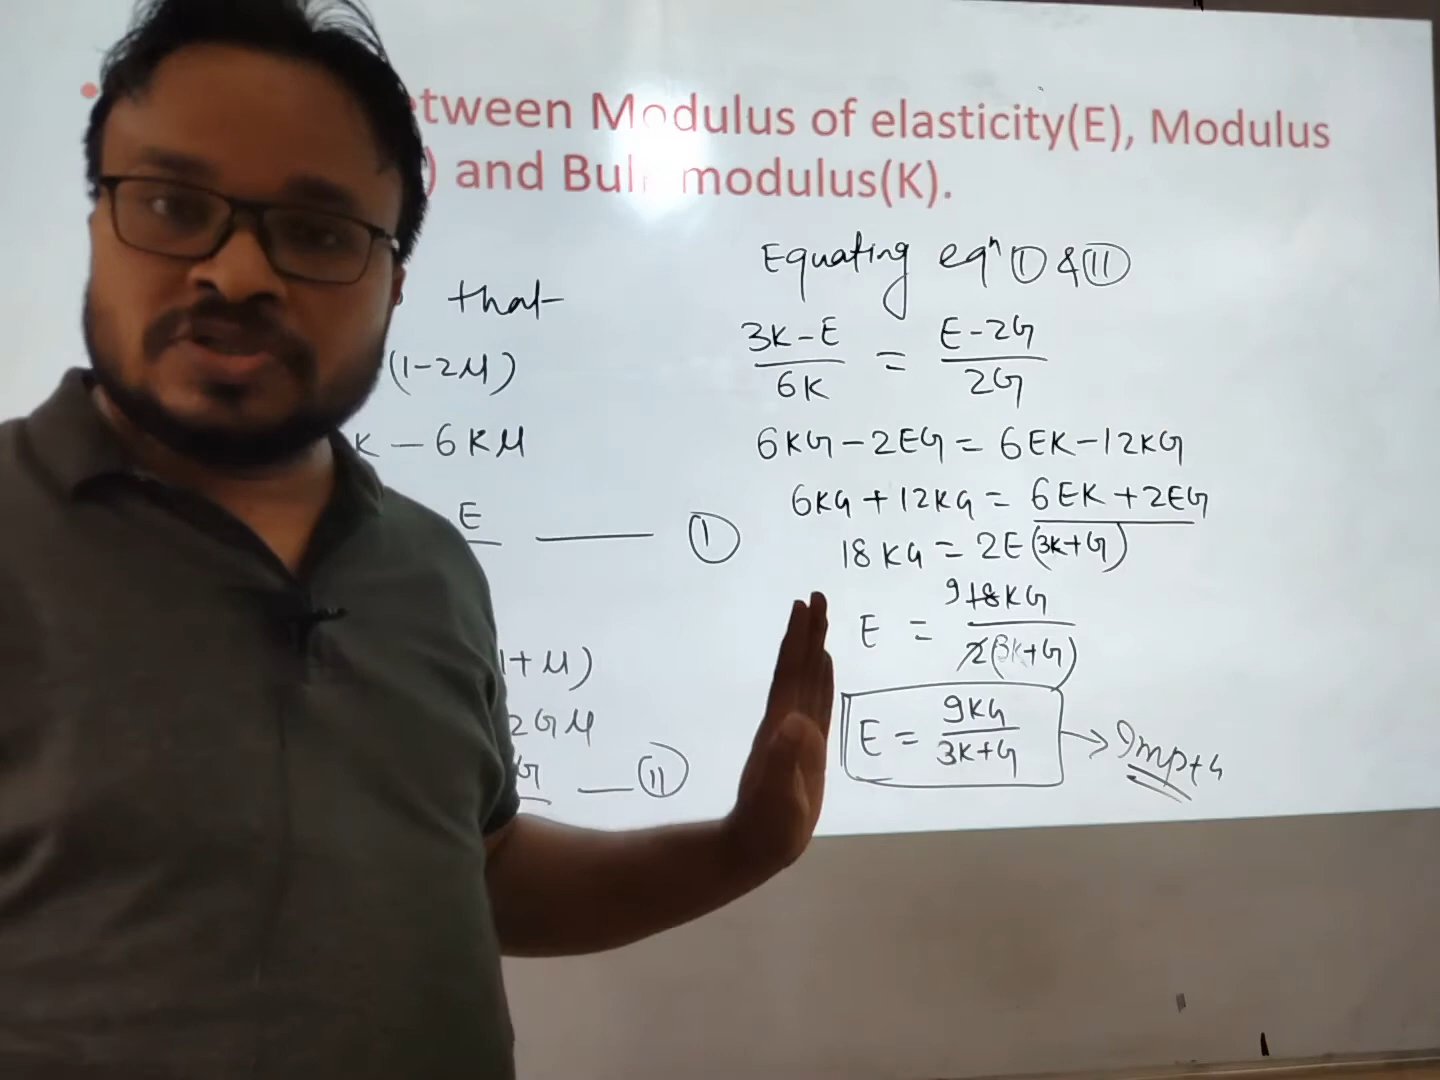 tween Modulus of elasticity(E), Modulus
) and Bul modulus(K).
that
(1-2μ)
K - 6Kμ
E ——— Ⓘ
1+μ)
2Gμ
G —— ⓘⓘ
Equating eqⁿ Ⓘ & ⓘⓘ
3K-E / 6K = E-2G / 2G
6KG - 2EG = 6EK - 12KG
6KG + 12KG = 6EK + 2EG
18KG = 2E(3K+G)
E = 9 18KG / 2(3K+G)
E = 9KG / 3K+G → Impt